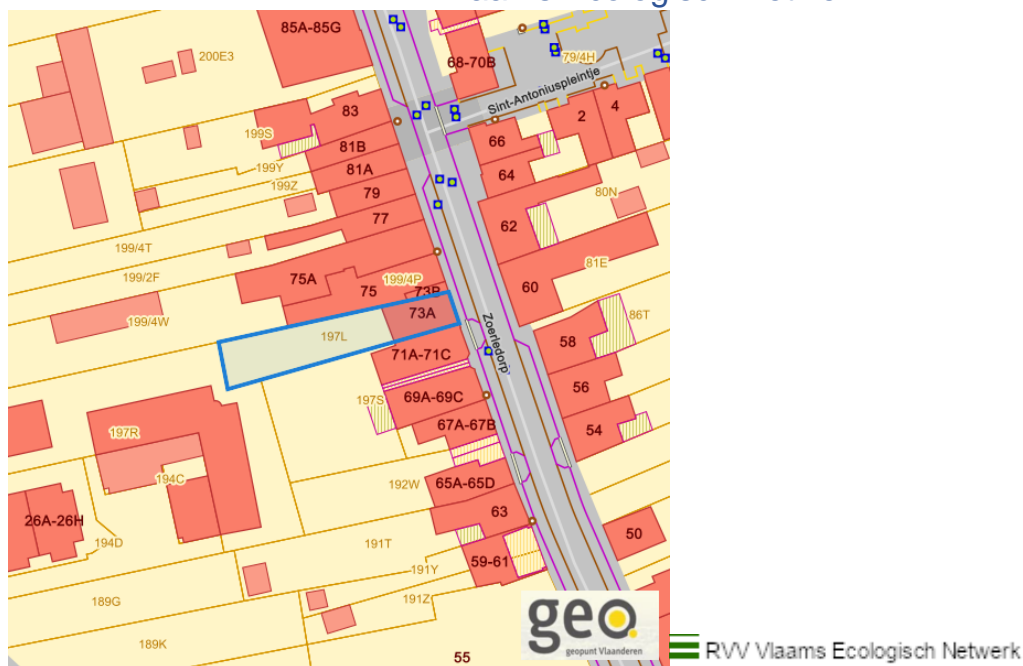 85A-85G
200E3
68-70B
79/4H
Sint-Antoniuspleintje
83
2
4
199S
81B
66
199Y
81A
64
199Z
79
80N
77
62
199/4T
81E
199/2F
75A
199/4P
75
73B
60
73A
86T
199/4W
197L
Zoerledorp
58
71A-71C
56
197S
69A-69C
67A-67B
54
197R
194C
192W
65A-65D
63
26A-26H
50
194D
191T
59-61
191Y
189G
191Z
189K
55
geo
geopunt Vlaanderen
RVV Vlaams Ecologisch Netwerk